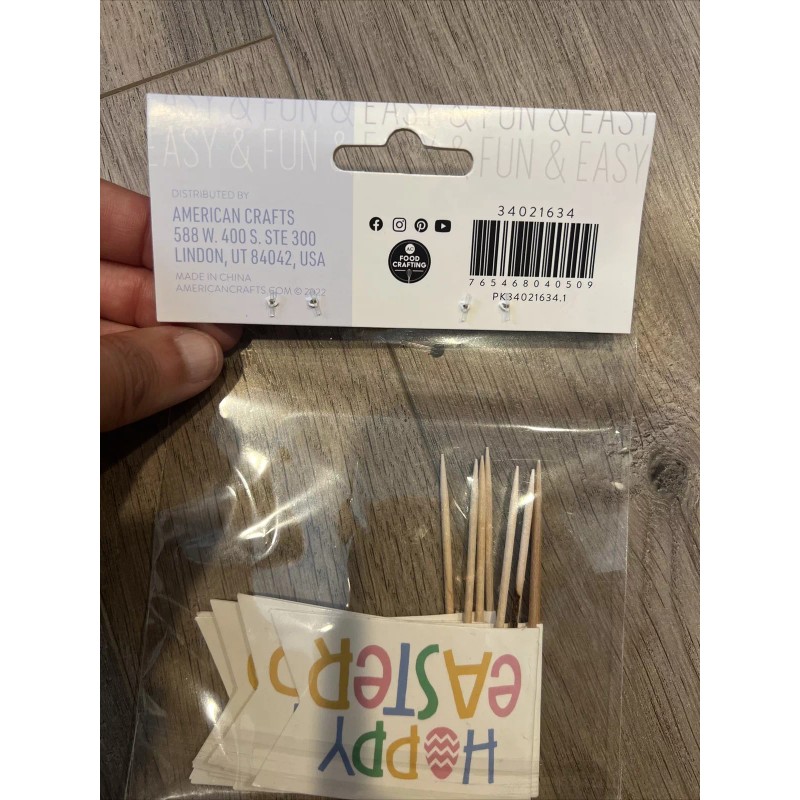 EASY & FUN & EASY & FUN & EASY
EASY & FUN & EASY & FUN & EASY
DISTRIBUTED BY
AMERICAN CRAFTS
588 W. 400 S. STE 300
LINDON, UT 84042, USA
MADE IN CHINA
AMERICANCRAFTS.COM © 2022
AC
FOOD
CRAFTING
34021634
765468040509
PK34021634.1
HAPPY
EASTER